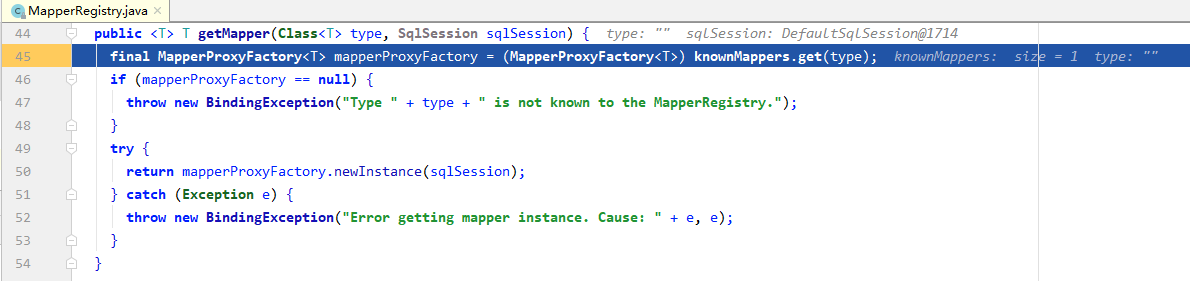 MapperRegistry.java
44 public <T> T getMapper(Class<T> type, SqlSession sqlSession) { type: "" sqlSession: DefaultSqlSession@1714
45 final MapperProxyFactory<T> mapperProxyFactory = (MapperProxyFactory<T>) knownMappers.get(type); knownMappers: size = 1 type: ""
46 if (mapperProxyFactory == null) {
47 throw new BindingException("Type " + type + " is not known to the MapperRegistry.");
48 }
49 try {
50 return mapperProxyFactory.newInstance(sqlSession);
51 } catch (Exception e) {
52 throw new BindingException("Error getting mapper instance. Cause: " + e, e);
53 }
54 }